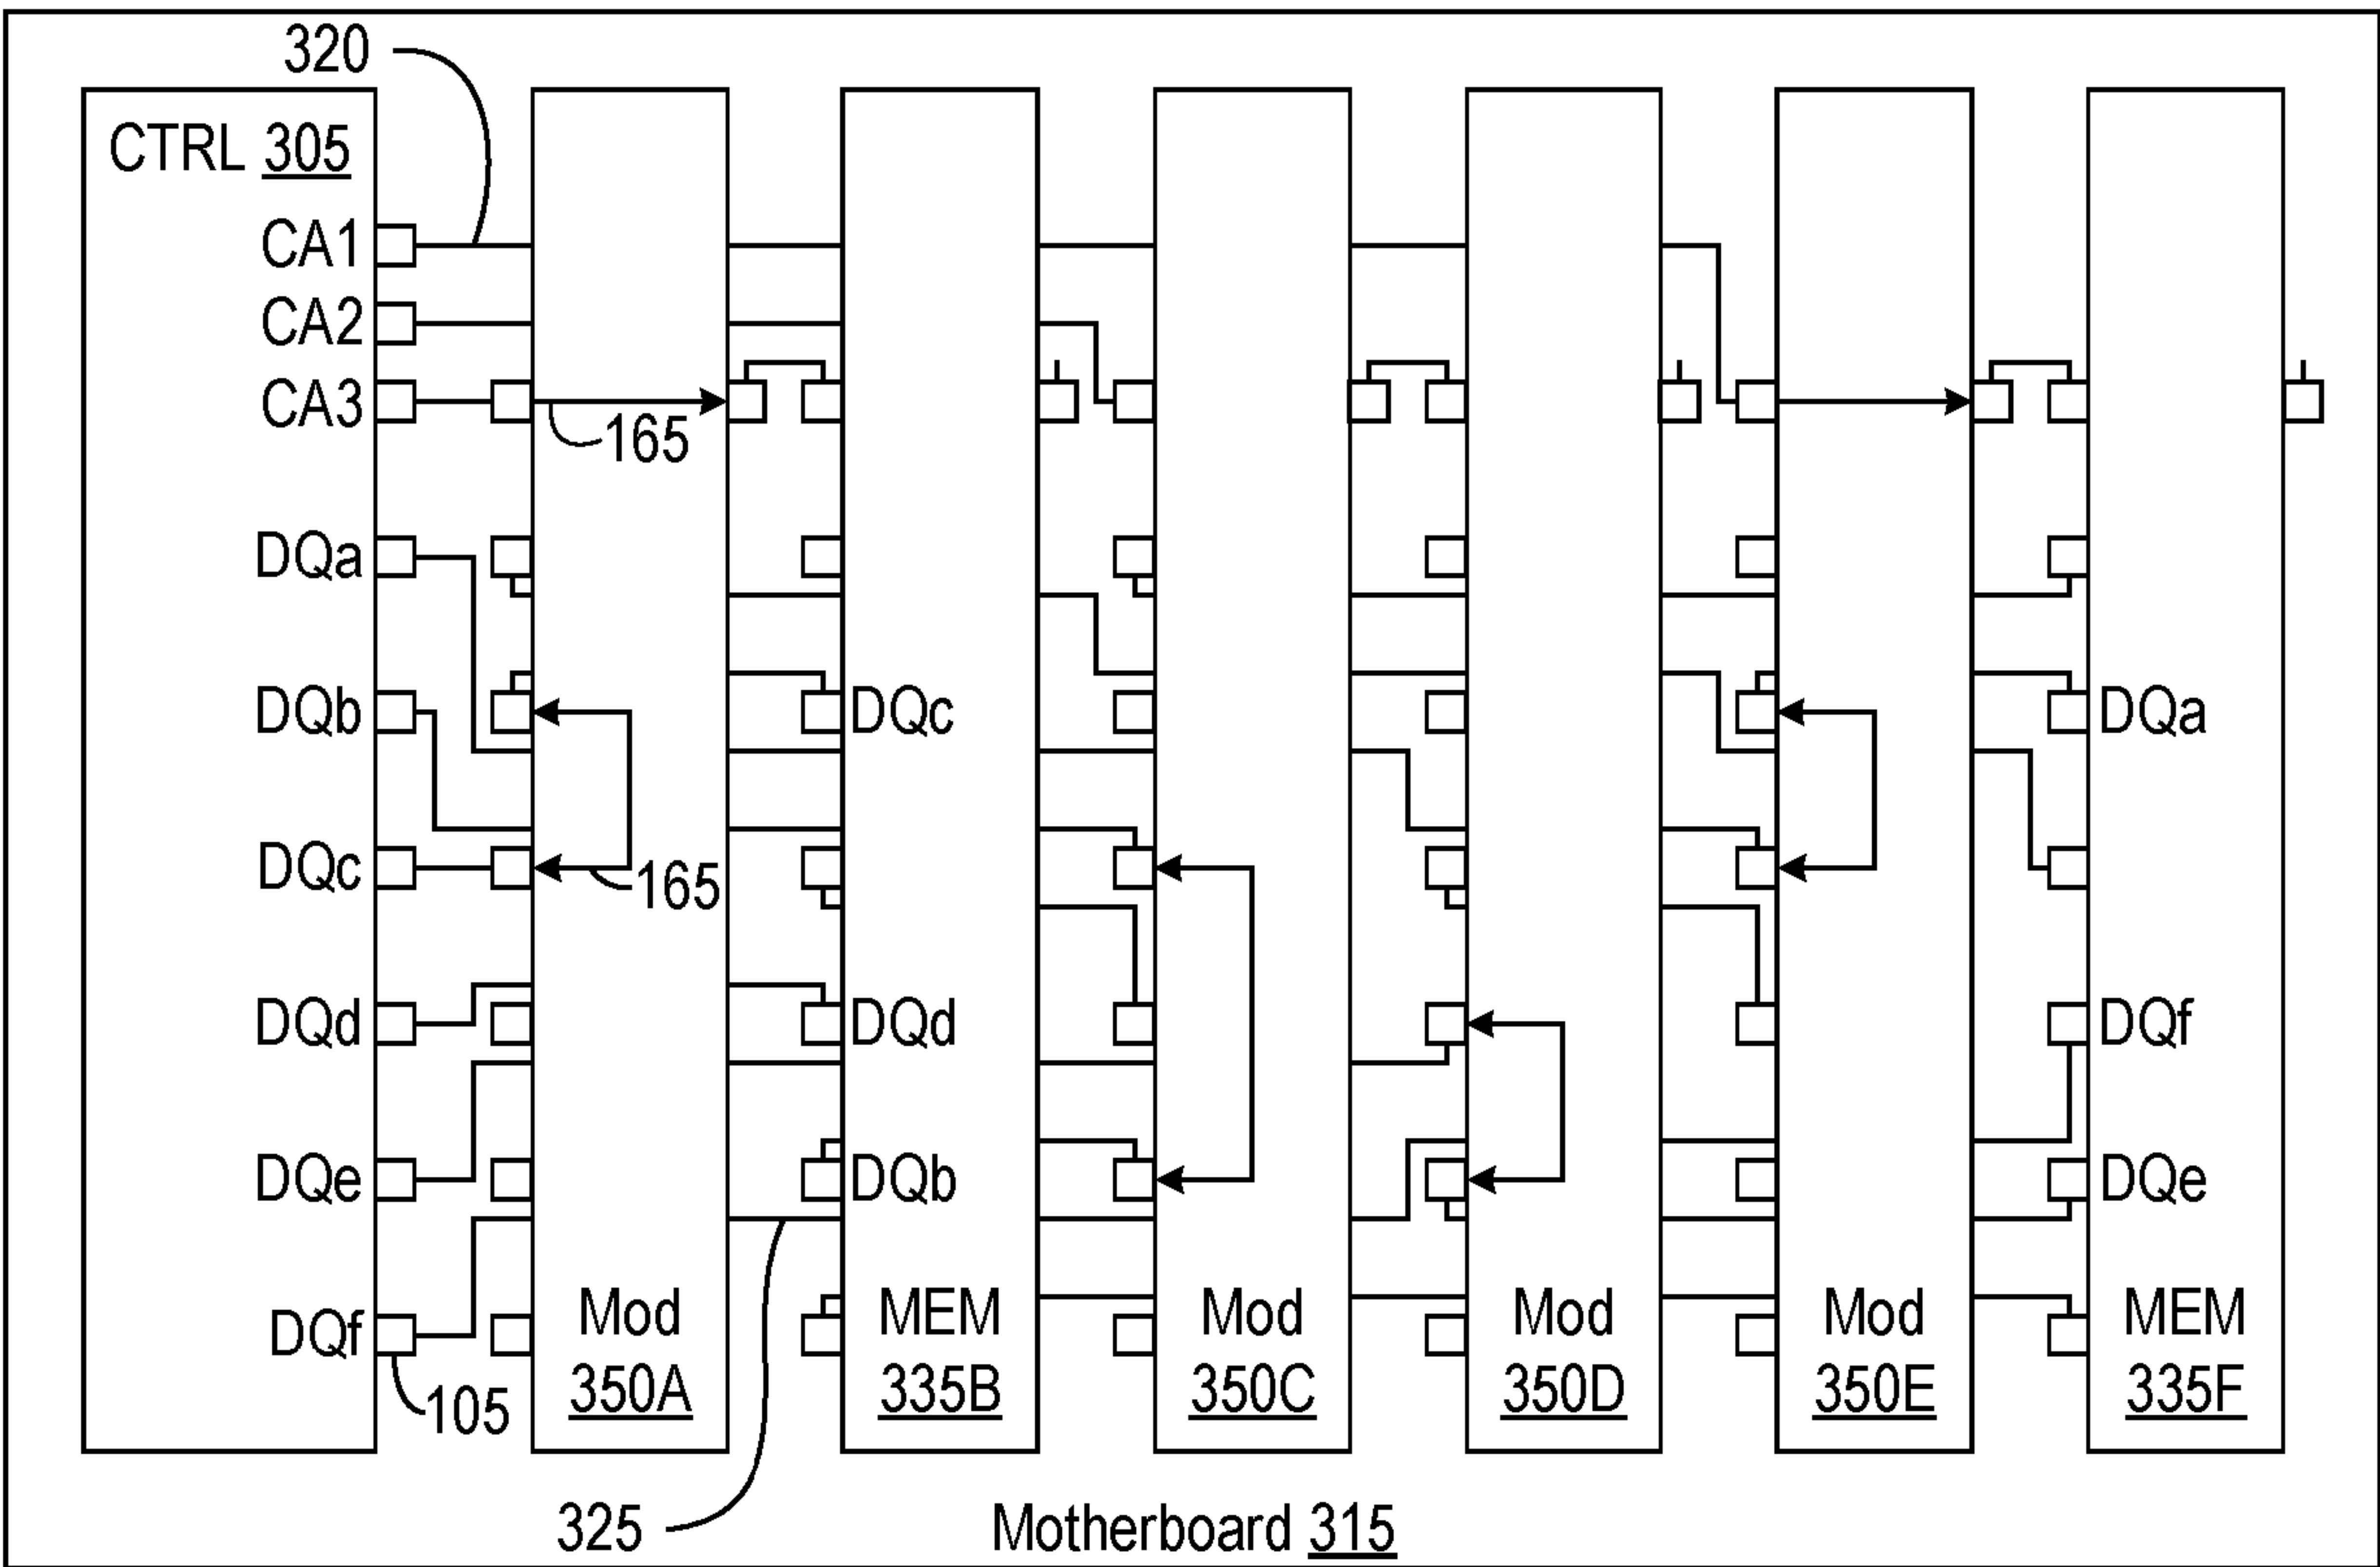 320
CTRL 305
CA1
CA2
CA3
165
DQa
DQb
DQc
DQa
DQc
165
DQd
DQd
DQf
DQe
DQb
DQe
DQf
105
Mod
350A
MEM
335B
Mod
350C
Mod
350D
Mod
350E
MEM
335F
325
Motherboard 315